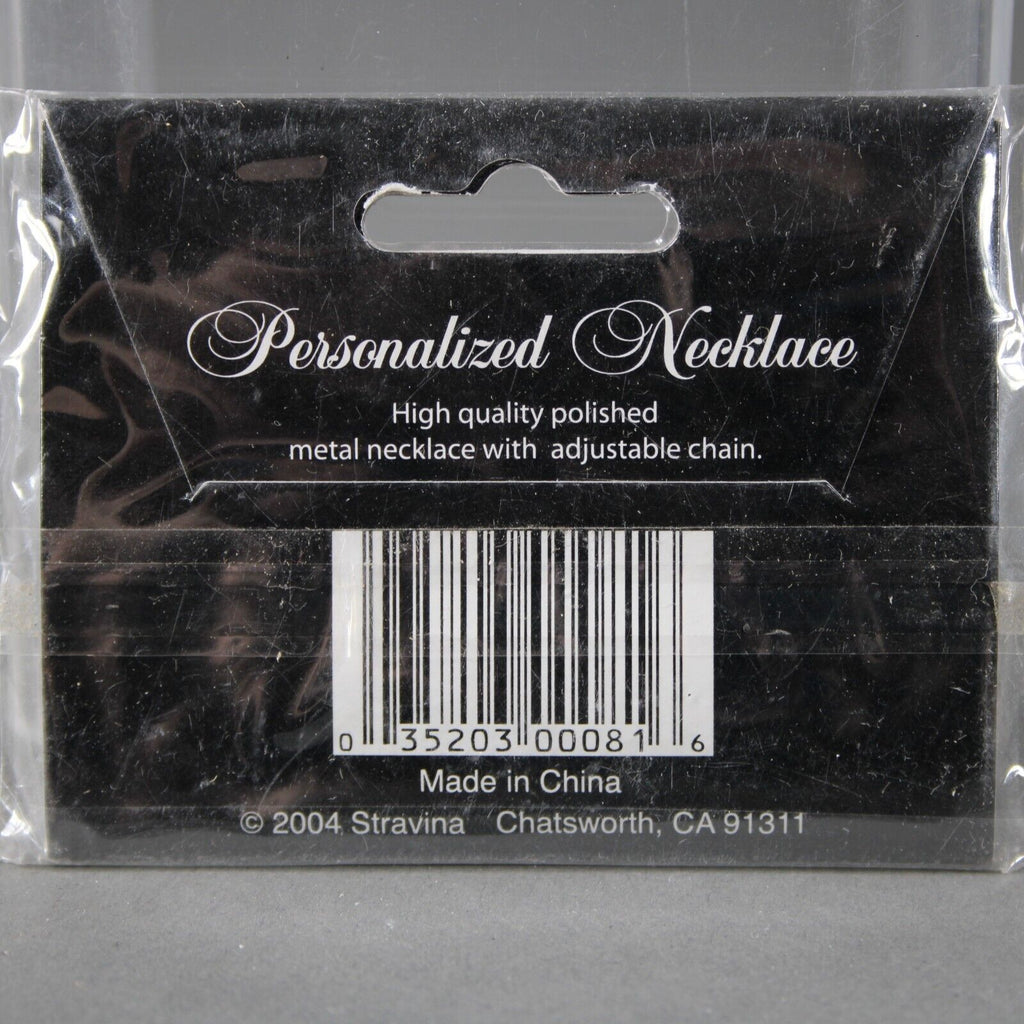 Personalized Necklace
High quality polished
metal necklace with adjustable chain.
0 35203 00081 6
Made in China
© 2004 Stravina Chatsworth, CA 91311